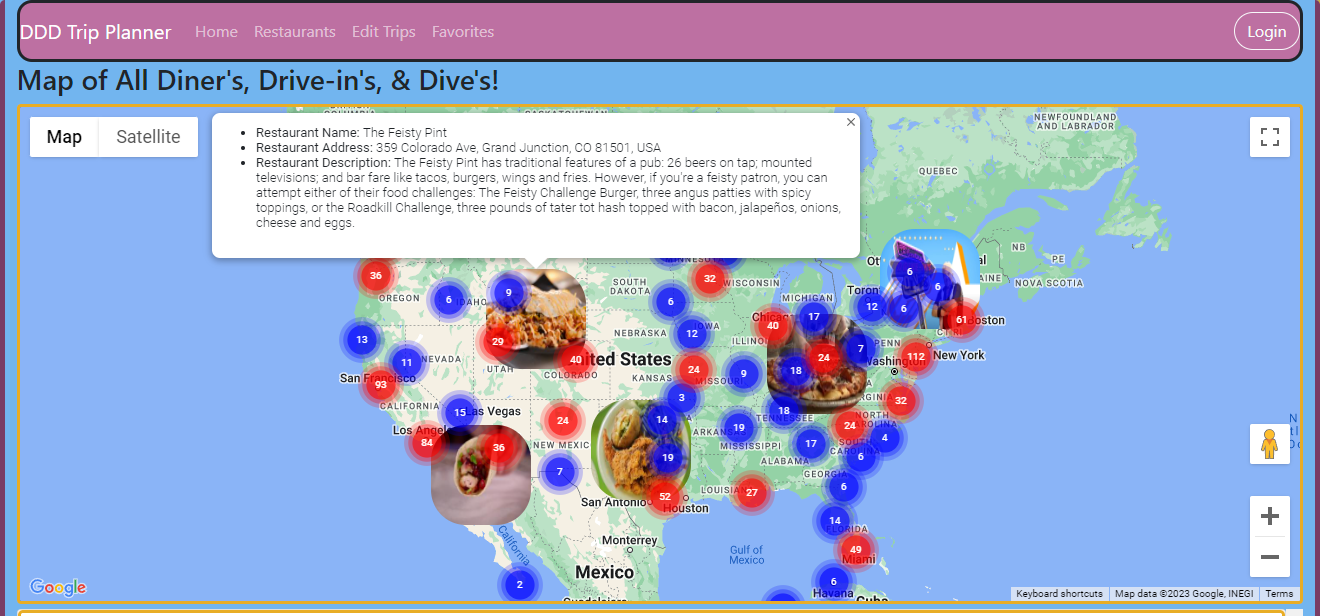 DDD Trip Planner Home Restaurants Edit Trips Favorites Login
Map of All Diner's, Drive-in's, & Dive's!
Map Satellite
• Restaurant Name: The Feisty Pint
• Restaurant Address: 359 Colorado Ave, Grand Junction, CO 81501, USA
• Restaurant Description: The Feisty Pint has traditional features of a pub: 26 beers on tap; mounted
televisions; and bar fare like tacos, burgers, wings and fries. However, if you're a feisty patron, you can
attempt either of their food challenges: The Feisty Challenge Burger, three angus patties with spicy
toppings, or the Roadkill Challenge, three pounds of tater tot hash topped with bacon, jalapeños, onions,
cheese and eggs.
NEWFOUNDLAND
AND LABRADOR
QUEBEC
NB
PE
NOVA SCOTIA
36
OREGON
6
9
SOUTH
DAKOTA
6
32
WISCONSIN
MICHIGAN
17
12
6
6
6
61
Boston
13
11
NEVADA
29
UTAH
40
COLORADO
United States
NEBRASKA
12
40
24
7
PENN
112
New York
Washington
San Francisco
93
CALIFORNIA
KANSAS
24
MISSOURI
9
18
15
Las Vegas
24
3
18
TENNESSEE
32
Los Angeles
84
36
NEW MEXIC
7
14
19
19
MISSISSIPPI
17
24
NORTH
4
6
ALABAMA
GEORGIA
6
San Antonio
52
Houston
27
14
FLORIDA
49
Miami
Gulf of
Mexico
Monterrey
Mexico
California
2
6
Havana
Cuba
Google
Keyboard shortcuts Map data ©2023 Google, INEGI Terms